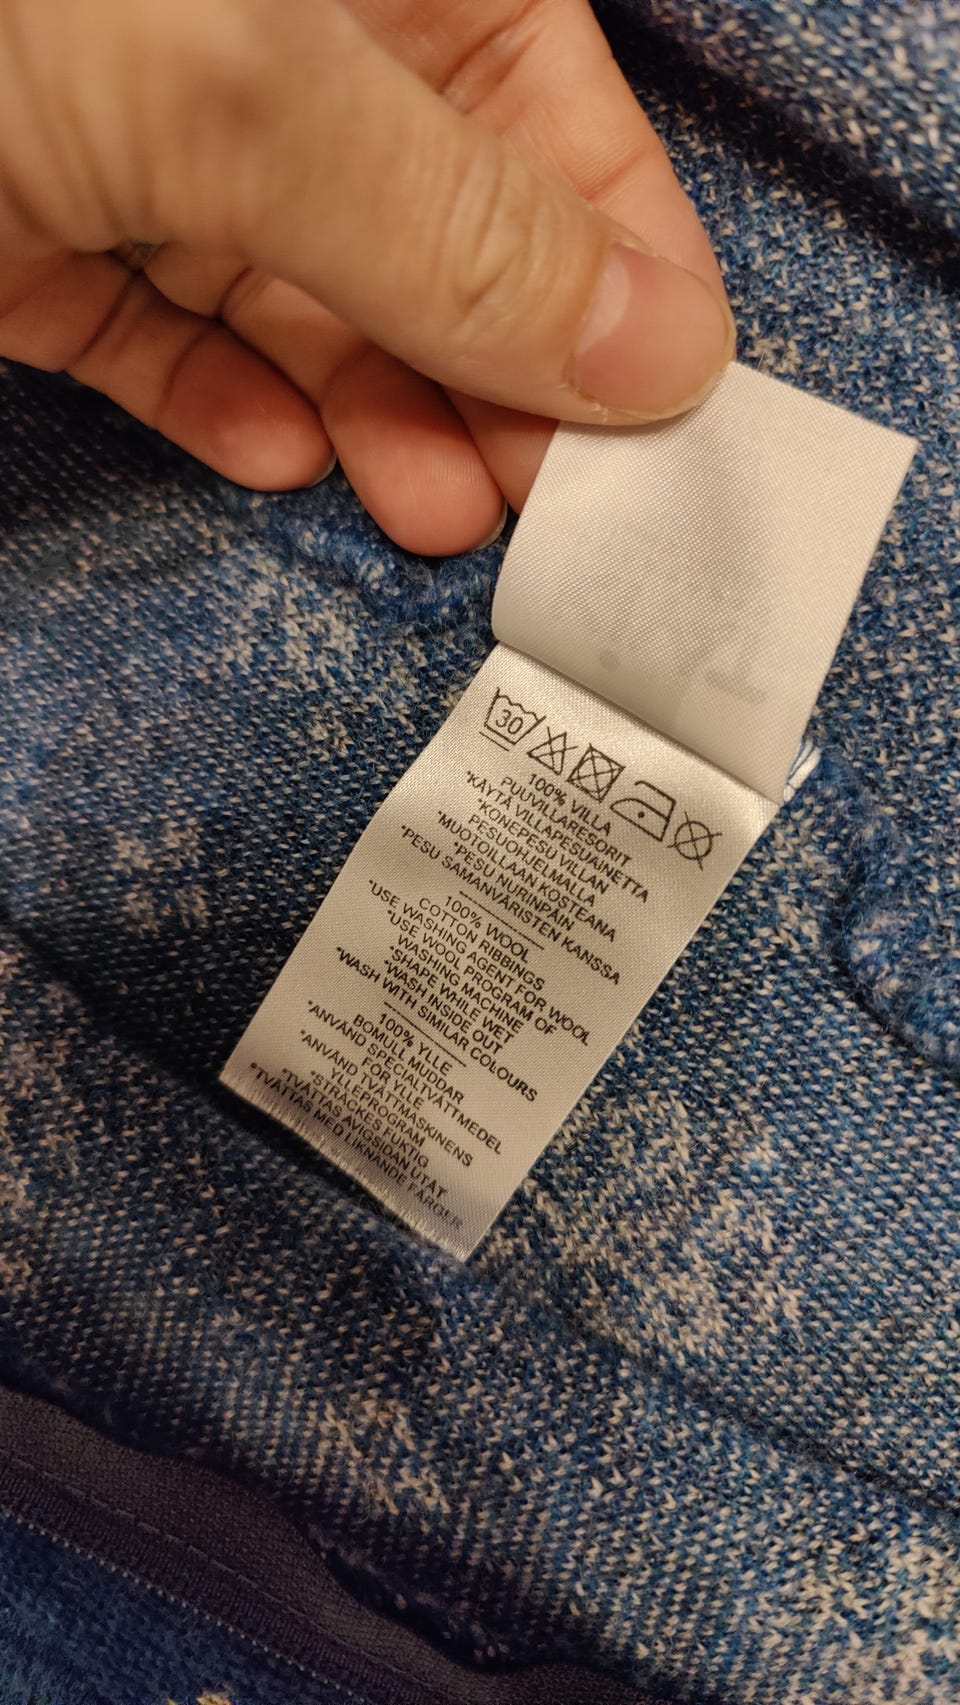 30
100% VILLA
PUUVILLARESORIT
*KÄYTÄ VILLAPESUAINETTA
*KONEPESU VILLAN
PESUOHJELMALLA
*MUOTOILLAAN KOSTEANA
*PESU NURINPÄIN
*PESU SAMANVÄRISTEN KANSSA
100% WOOL
COTTON RIBBINGS
*USE WASHING AGENT FOR WOOL
*USE WOOL PROGRAM OF
WASHING MACHINE
*SHAPE WHILE WET
*WASH INSIDE OUT
*WASH WITH SIMILAR COLOURS
100% YLLE
BOMULL MUDDAR
*ANVÄND SPECIALTVÄTTMEDEL
FÖR YLLE
*ANVÄND TVÄTTMASKINENS
YLLEPROGRAM
*STRÄCKES FUKTIG
*TVÄTTAS AVIGSIDAN UTÅT
*TVÄTTAS MED LIKNANDE FÄRGER